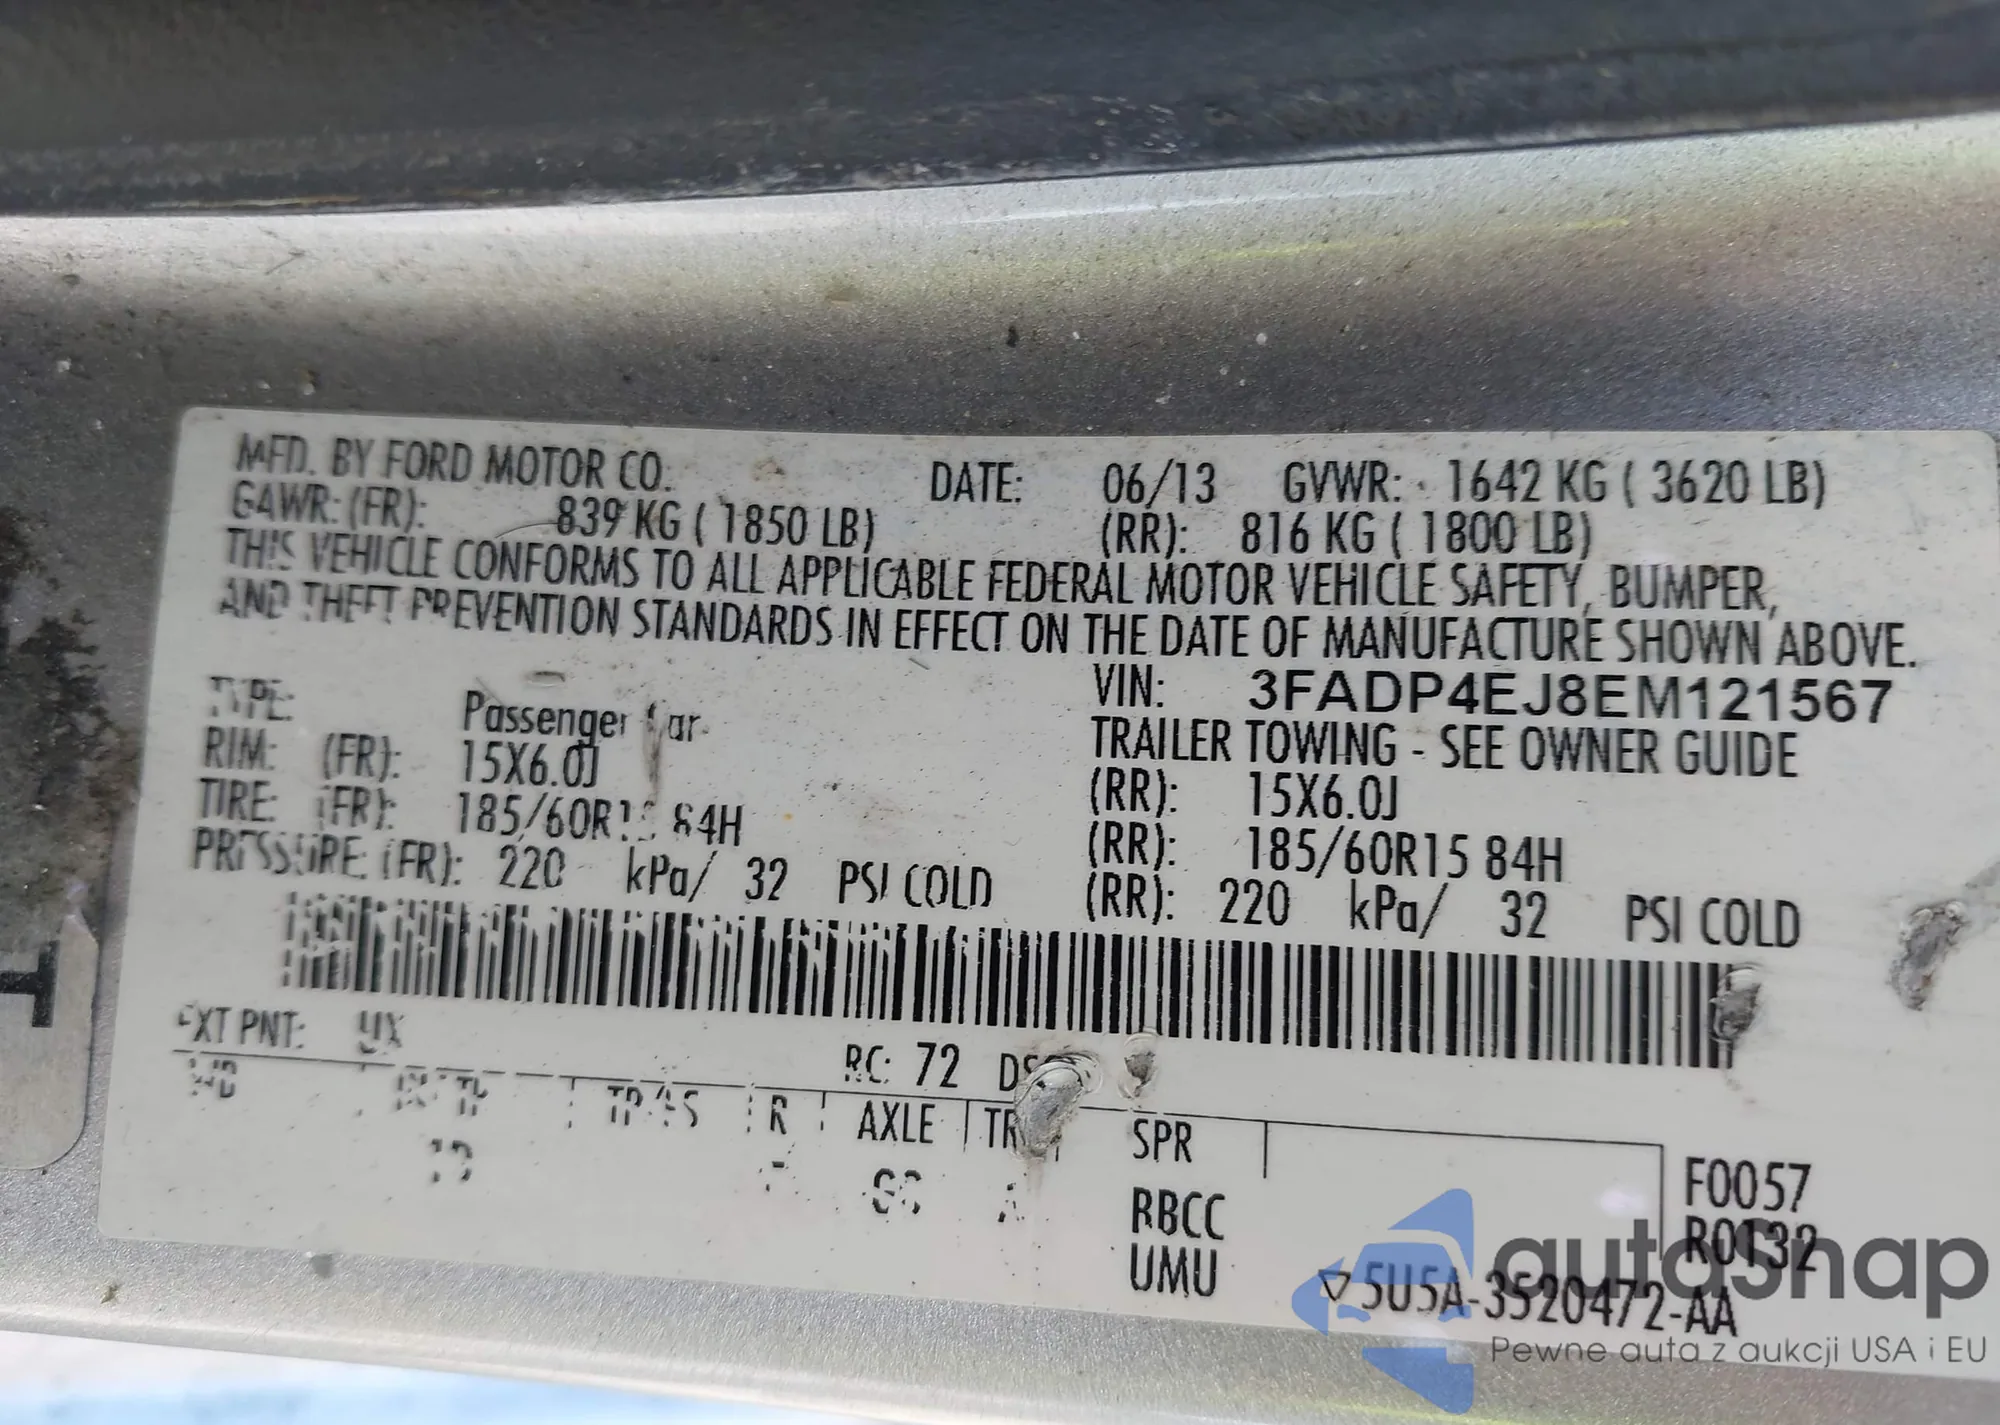 MFD. BY FORD MOTOR CO. DATE: 06/13 GVWR: 1642 KG ( 3620 LB)
GAWR: (FR): 839 KG ( 1850 LB) (RR): 816 KG ( 1800 LB)
THIS VEHICLE CONFORMS TO ALL APPLICABLE FEDERAL MOTOR VEHICLE SAFETY, BUMPER,
AND THEFT PREVENTION STANDARDS IN EFFECT ON THE DATE OF MANUFACTURE SHOWN ABOVE.
VIN: 3FADP4EJ8EM121567
TYPE: Passenger Car TRAILER TOWING - SEE OWNER GUIDE
RIM: (FR): 15X6.0J (RR): 15X6.0J
TIRE: (FR): 185/60R15 84H (RR): 185/60R15 84H
PRESSURE: (FR): 220 kPa/ 32 PSI COLD (RR): 220 kPa/ 32 PSI COLD
EXT PNT: UX RC: 72
WB R AXLE SPR
RBCC F0057
UMU R0132
5U5A-3520472-AA
T
autosnap
Pewne auta z aukcji USA i EU